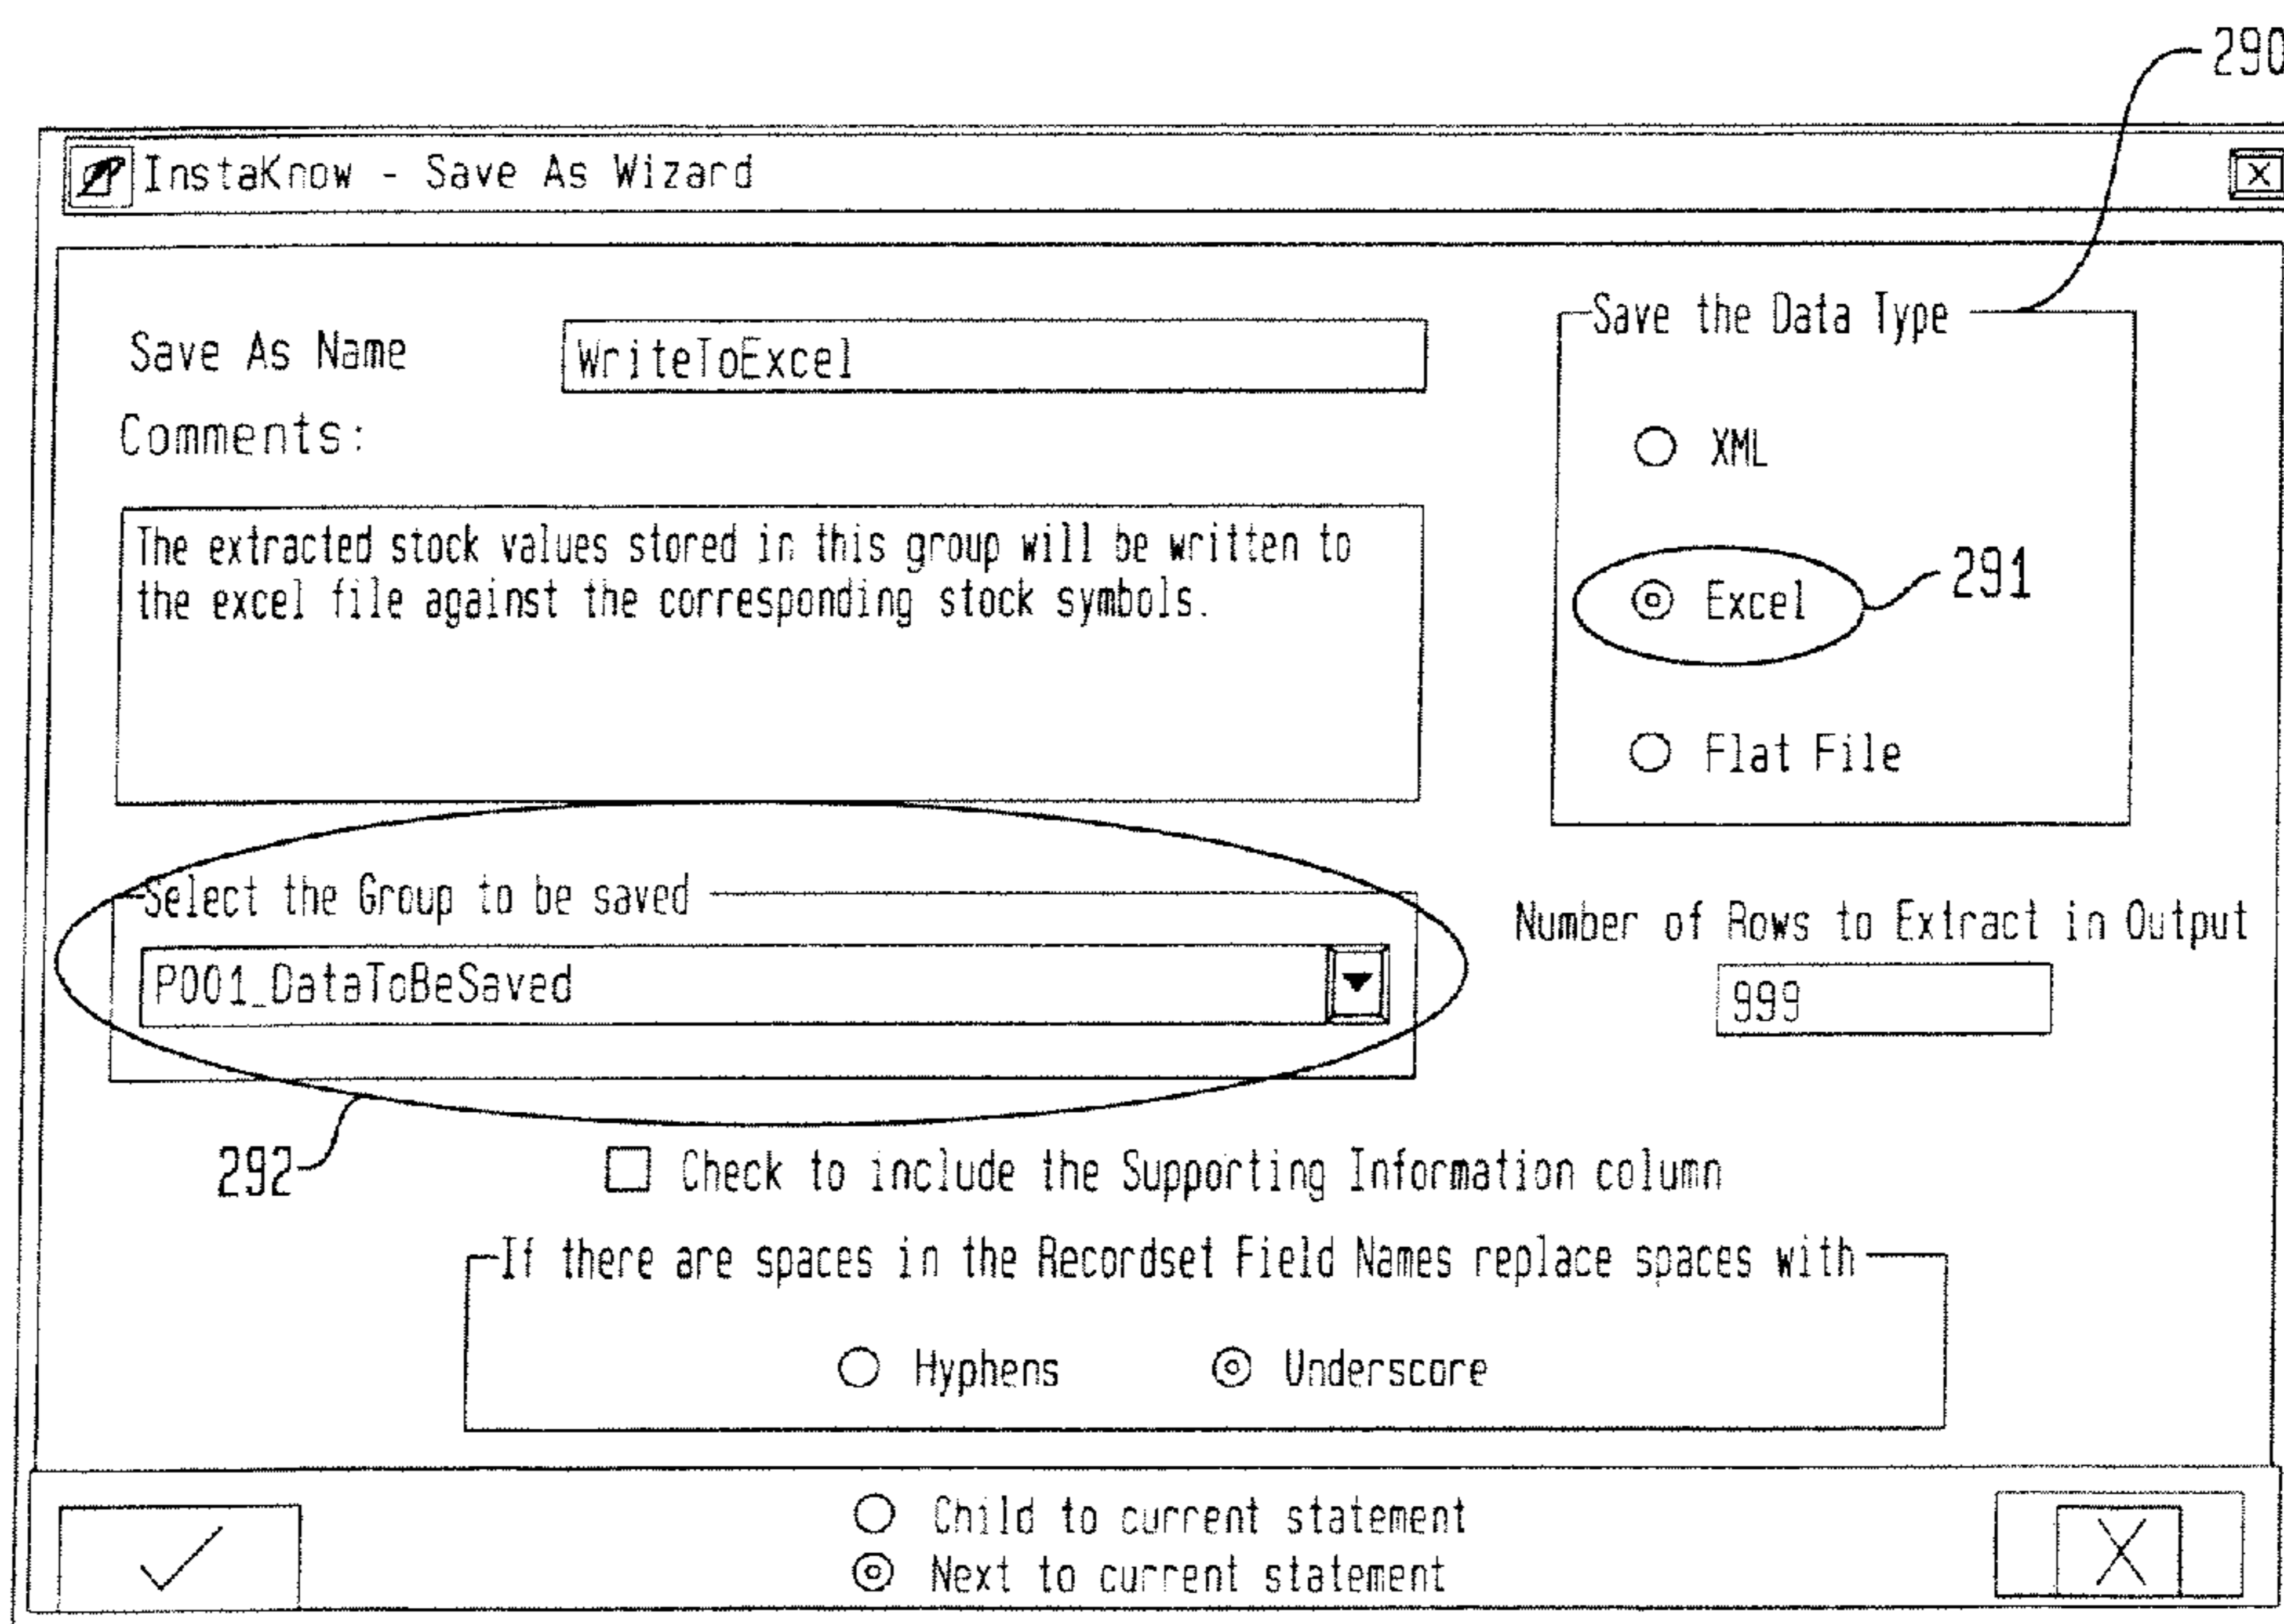 290
InstaKnow - Save As Wizard
Save As Name
WriteToExcel
Save the Data Type
Comments:
XML
The extracted stock values stored in this group will be written to
the excel file against the corresponding stock symbols.
Excel
291
Flat File
Select the Group to be saved
P001_DataToBeSaved
Number of Rows to Extract in Output
999
292
Check to include the Supporting Information column
If there are spaces in the Recordset Field Names replace spaces with
Hyphens
Underscore
Child to current statement
Next to current statement